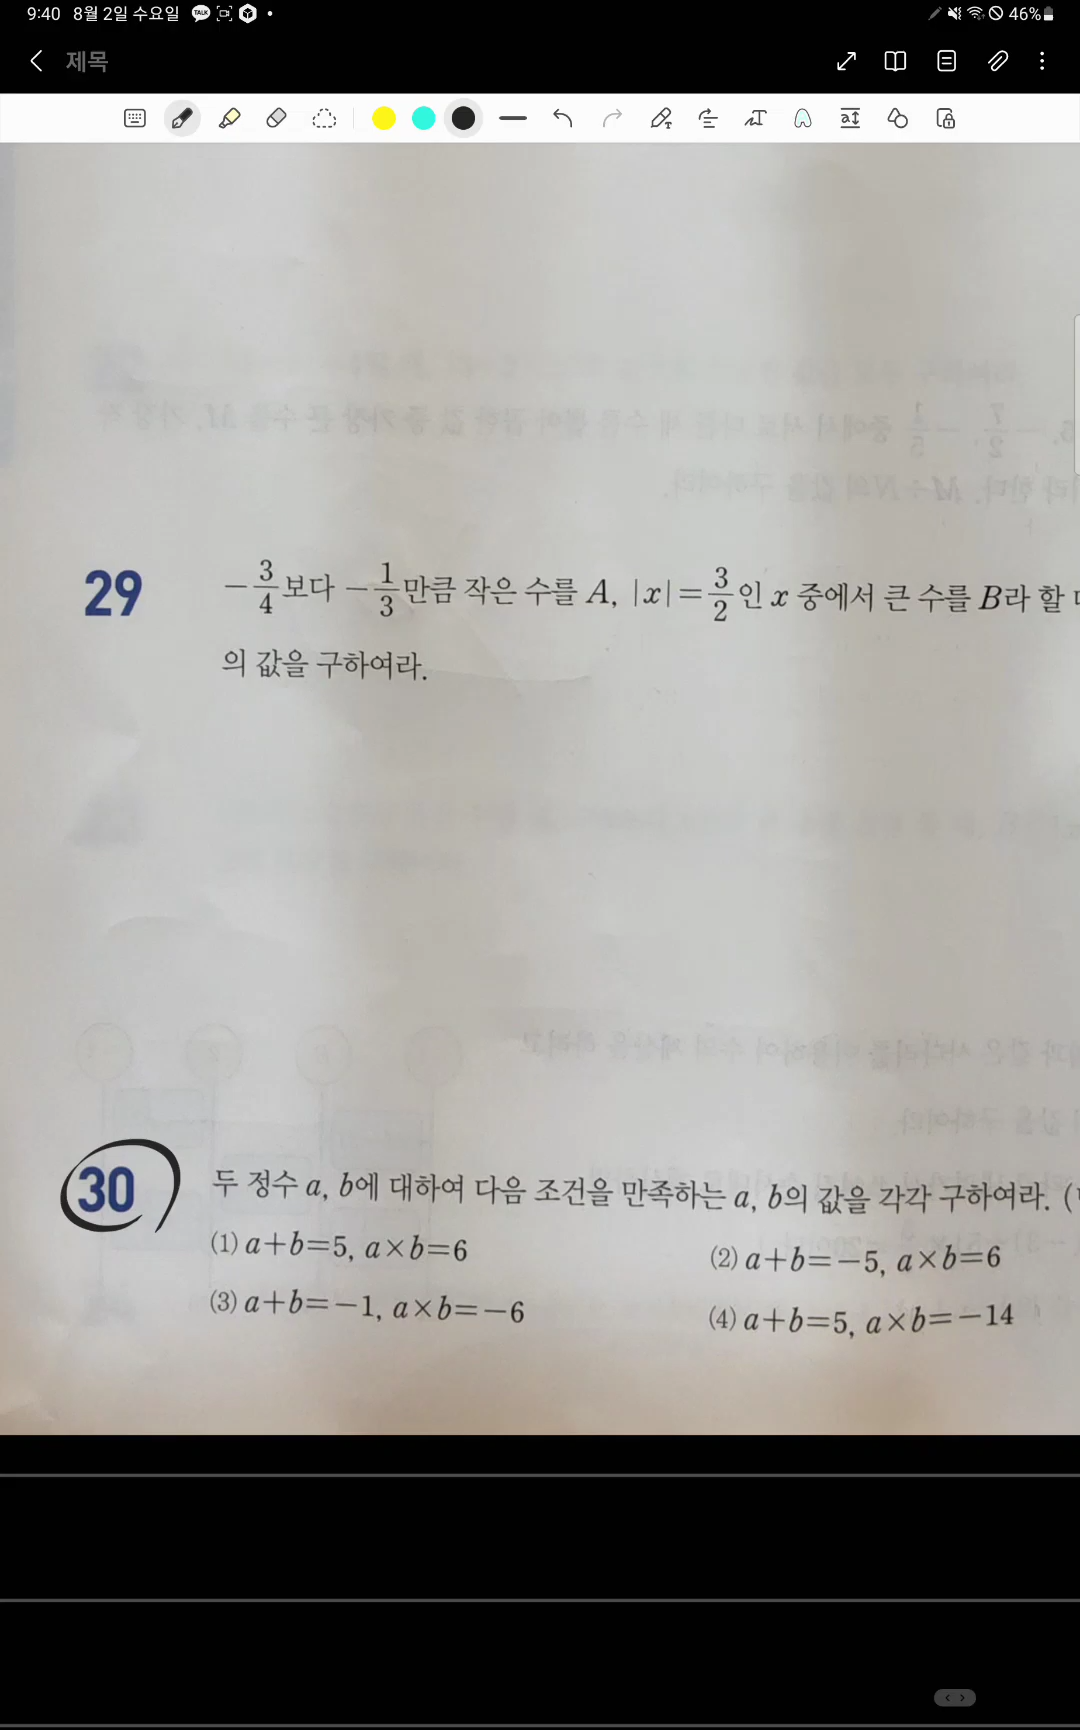 9:40 8월 2일 수요일 TALK 46%
제목
29 -3/4 보다 -1/3 만큼 작은 수를 A, |x|=3/2 인 x 중에서 큰 수를 B라 할
의 값을 구하여라.
30 두 정수 a, b에 대하여 다음 조건을 만족하는 a, b의 값을 각각 구하여라. (
(1) a+b=5, a×b=6 (2) a+b=-5, a×b=6
(3) a+b=-1, a×b=-6 (4) a+b=5, a×b=-14